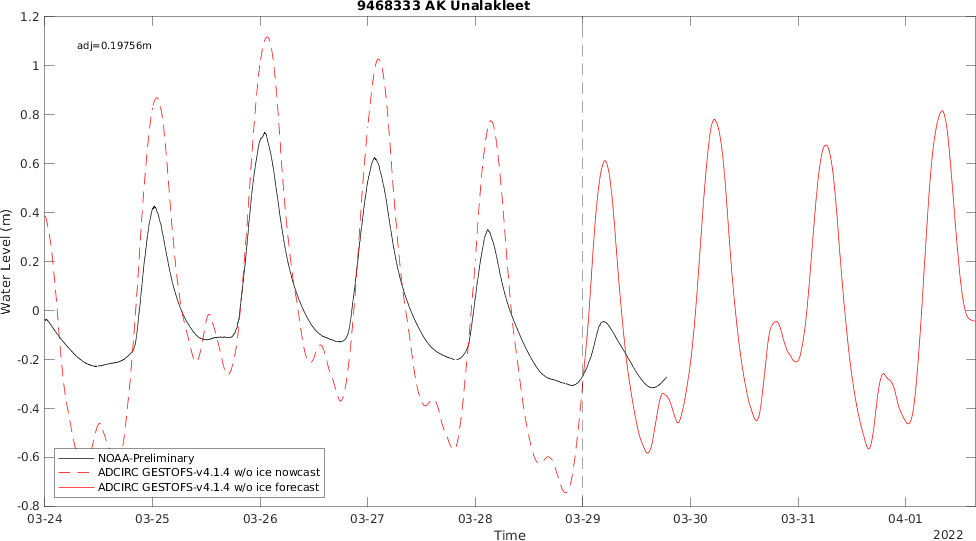 9468333 AK Unalakleet
adj=0.19756m
Water Level (m)
1.2
1
0.8
0.6
0.4
0.2
0
-0.2
-0.4
-0.6
-0.8
NOAA-Preliminary
ADCIRC GESTOFS-v4.1.4 w/o ice nowcast
ADCIRC GESTOFS-v4.1.4 w/o ice forecast
03-24 03-25 03-26 03-27 03-28 03-29 03-30 03-31 04-01
Time
2022